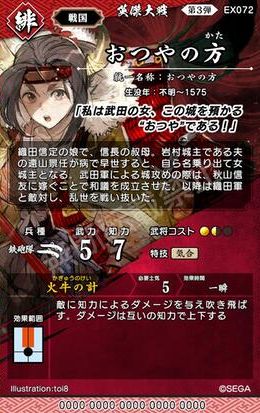 緋
戦国
英傑大戦
第3弾
EX072
おつやの方
かた
統一名称：おつやの方
生没年：不明～1575
「私は武田の女、この城を預かる
“おつや”である！」
織田信定の娘で、信長の叔母。岩村城主である夫
の遠山景任が病で早世すると、自ら名乗り出て女
城主となる。武田軍による城攻めの際は、秋山信
友に嫁ぐことで和議を成立させた。以降は織田軍
と敵対し、乱世を戦い抜いた。
兵種 武力 知力 武将コスト
鉄砲隊 5 7 特技 気合
かぎゅうのけい 必要士気 効果時間
火牛の計 5 一瞬
効果範囲
敵に知力によるダメージを与え吹き飛ば
す。ダメージは互いの知力で上下する
Illustration:toi8
©SEGA
0000-0000-0000-0000-0000